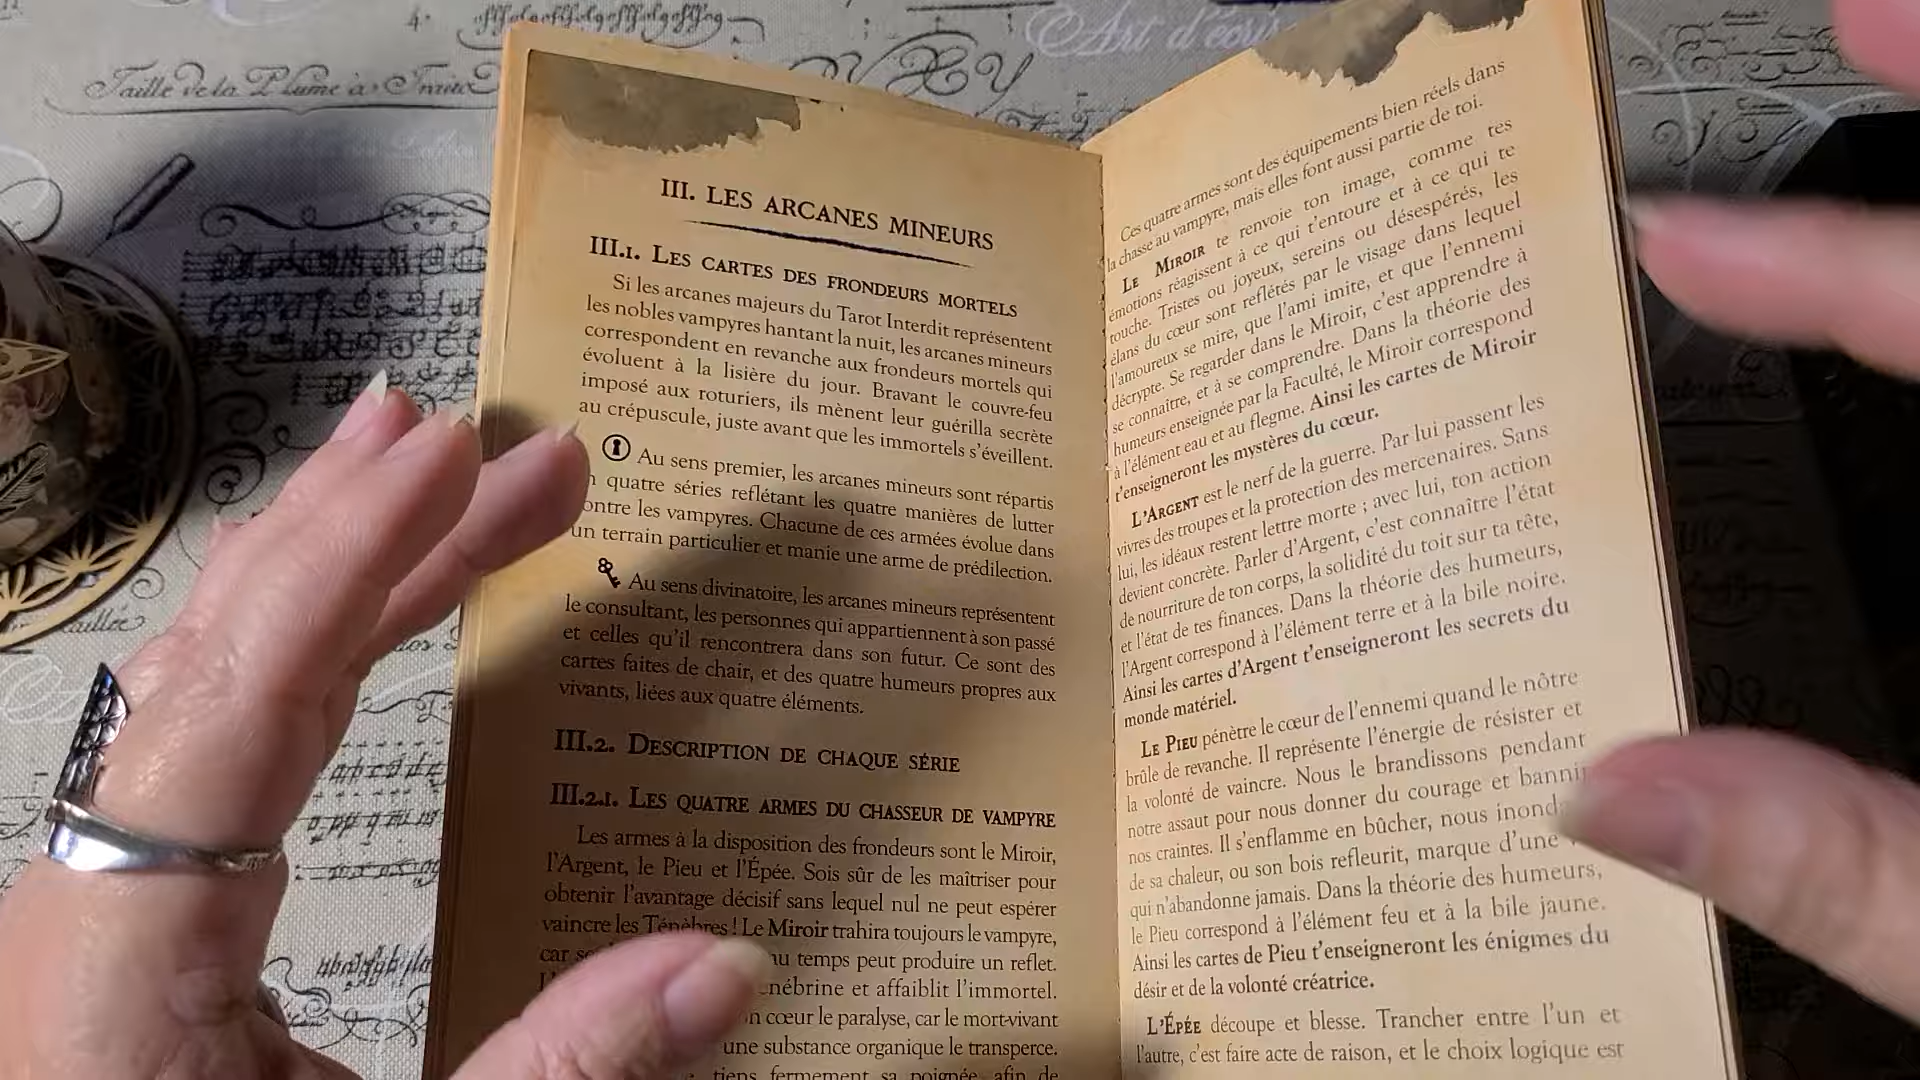 Art d'écri
Taille de la Plume à
III. LES ARCANES MINEURS
III.1. LES CARTES DES FRONDEURS MORTELS
Si les arcanes majeurs du Tarot Interdit représentent
les nobles vampyres hantant la nuit, les arcanes mineurs
correspondent en revanche aux frondeurs mortels qui
évoluent à la lisière du jour. Bravant le couvre-feu
imposé aux roturiers, ils mènent leur guérilla secrète
au crépuscule, juste avant que les immortels s'éveillent.
Au sens premier, les arcanes mineurs sont répartis
quatre séries reflétant les quatre manières de lutter
contre les vampyres. Chacune de ces armées évolue dans
un terrain particulier et manie une arme de prédilection.
Au sens divinatoire, les arcanes mineurs représentent
le consultant, les personnes qui appartiennent à son passé
et celles qu'il rencontrera dans son futur. Ce sont des
cartes faites de chair, et des quatre humeurs propres aux
vivants, liées aux quatre éléments.
III.2. DESCRIPTION DE CHAQUE SÉRIE
III.2.1. LES QUATRE ARMES DU CHASSEUR DE VAMPYRE
Les armes à la disposition des frondeurs sont le Miroir,
l'Argent, le Pieu et l'Épée. Sois sûr de les maîtriser pour
obtenir l'avantage décisif sans lequel nul ne peut espérer
vaincre les Ténèbres ! Le Miroir trahira toujours le vampyre,
car temps peut produire un reflet.
et affaiblit l'immortel.
cœur le paralyse, car le mort-vivant
une substance organique le transperce.
tiens fermement sa poignée afin de
Ces quatre armes sont des équipements bien réels dans
la chasse au vampyre, mais elles font aussi partie de toi.
LE MIROIR te renvoie ton image, comme tes
émotions réagissent à ce qui t'entoure et à ce qui te
touche. Tristes ou joyeux, sereins ou désespérés, les
élans du cœur sont reflétés par le visage dans lequel
l'amoureux se mire, que l'ami imite, et que l'ennemi
décrypte. Se regarder dans le Miroir, c'est apprendre à
se connaître, et à se comprendre. Dans la théorie des
humeurs enseignée par la Faculté, le Miroir correspond
à l'élément eau et au flegme. Ainsi les cartes de Miroir
t'enseigneront les mystères du cœur.
L'ARGENT est le nerf de la guerre. Par lui passent les
vivres des troupes et la protection des mercenaires. Sans
lui, les idéaux restent lettre morte ; avec lui, ton action
devient concrète. Parler d'Argent, c'est connaître l'état
de nourriture de ton corps, la solidité du toit sur ta tête,
et l'état de tes finances. Dans la théorie des humeurs,
l'Argent correspond à l'élément terre et à la bile noire.
Ainsi les cartes d'Argent t'enseigneront les secrets du
monde matériel.
LE PIEU pénètre le cœur de l'ennemi quand le nôtre
brûle de revanche. Il représente l'énergie de résister et
la volonté de vaincre. Nous le brandissons pendant
notre assaut pour nous donner du courage et bannir
nos craintes. Il s'enflamme en bûcher, nous
de sa chaleur, ou son bois refleurit, marque d'une
qui n'abandonne jamais. Dans la théorie des humeurs,
le Pieu correspond à l'élément feu et à la bile jaune.
Ainsi les cartes de Pieu t'enseigneront les énigmes du
désir et de la volonté créatrice.
L'ÉPÉE découpe et blesse. Trancher entre l'un et
l'autre, c'est faire acte de raison, et le choix logique est